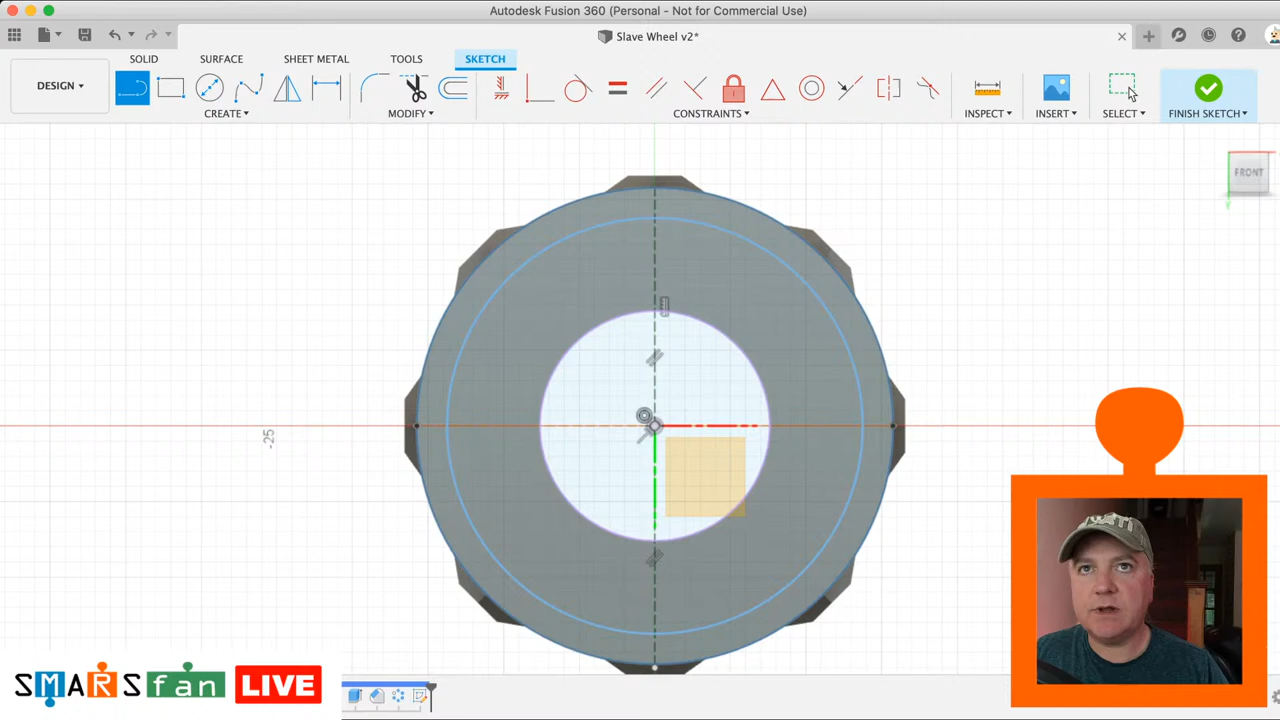 Autodesk Fusion 360 (Personal - Not for Commercial Use)
Slave Wheel v2*
SOLID SURFACE SHEET METAL TOOLS SKETCH
DESIGN
CREATE MODIFY CONSTRAINTS INSPECT INSERT SELECT FINISH SKETCH
FRONT
-25
SMARSfan LIVE